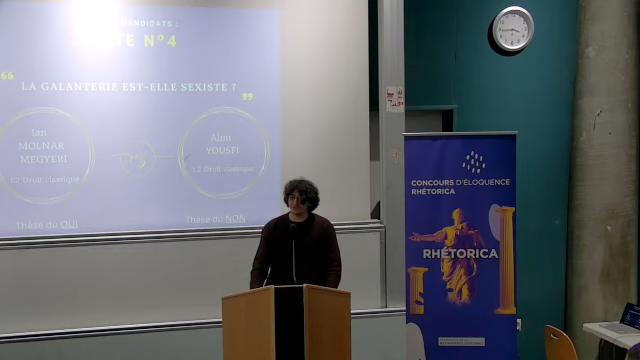 CANDIDATS :
TE N°4
“ LA GALANTERIE EST-ELLE SEXISTE ? ”
Ian
MOLNAR
MEGYERI
L2 Droit classique
YOUSFI
L2 Droit classique
Thèse du OUI
Thèse du NON
CONCOURS D'ÉLOQUENCE
RHÉTORICA
RHÉTORICA